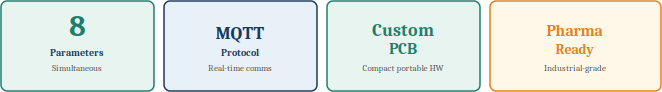 8
Parameters
Simultaneous
MQTT
Protocol
Real-time comms
Custom
PCB
Compact portable HW
Pharma
Ready
Industrial-grade